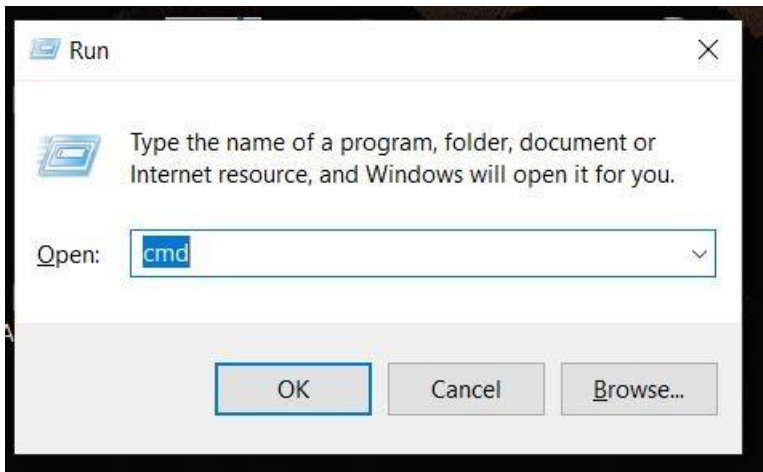 Run
Type the name of a program, folder, document or
Internet resource, and Windows will open it for you.
Open: cmd
OK Cancel Browse...